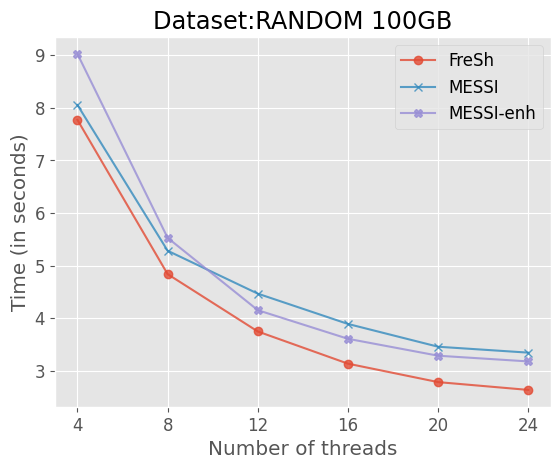 Dataset:RANDOM 100GB
FreSh
MESSI
MESSI-enh
Time (in seconds)
9
8
7
6
5
4
3
4 8 12 16 20 24
Number of threads